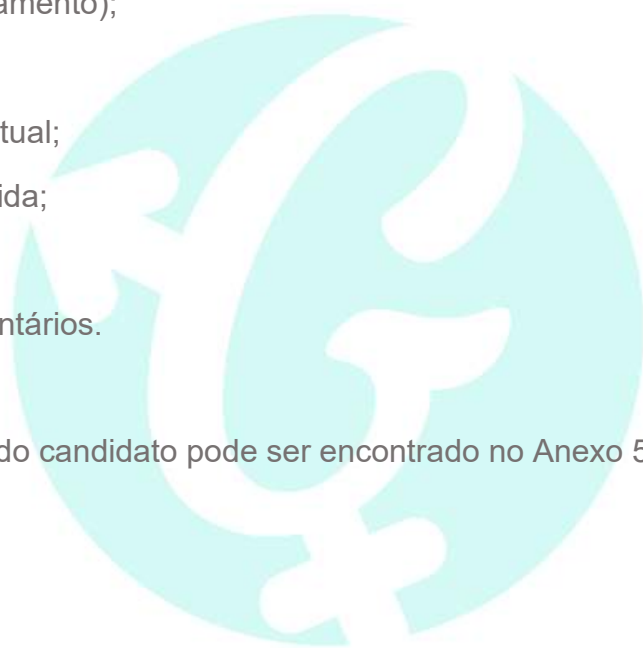 amento);
tual;
ida;
ntários.
do candidato pode ser encontrado no Anexo 5